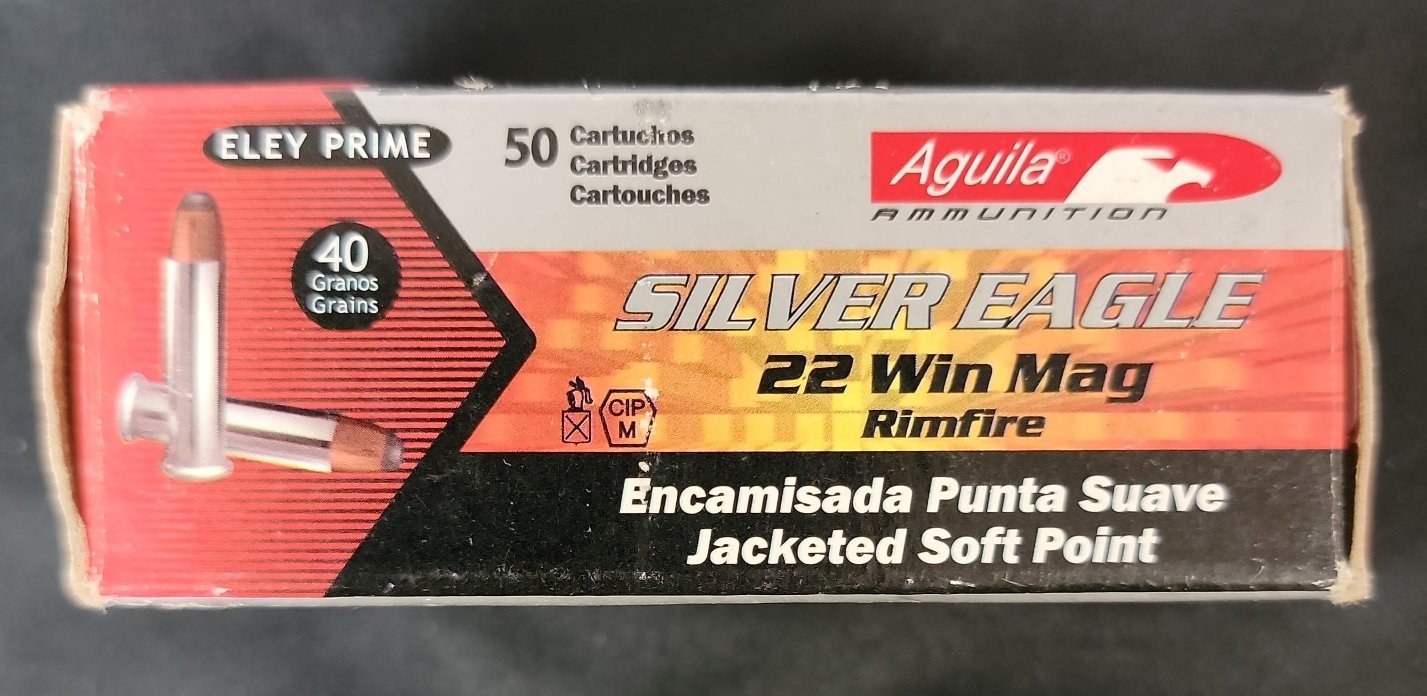 ELEY PRIME
50 Cartuchos
Cartridges
Cartouches
Aguila®
AMMUNITION
40
Granos
Grains
SILVER EAGLE
22 Win Mag
Rimfire
CIP
M
Encamisada Punta Suave
Jacketed Soft Point